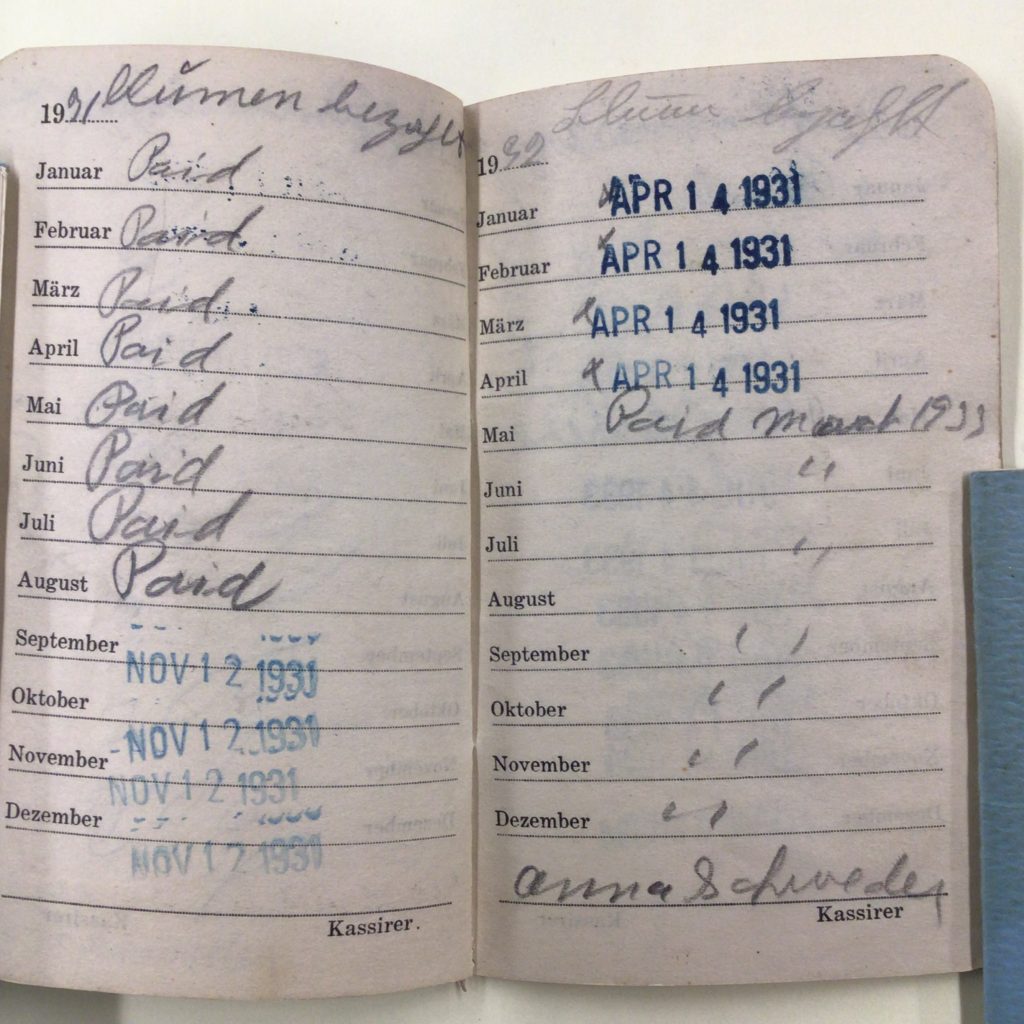 1931 Blumen bezahlt
Januar Paid
Februar Paid
März Paid
April Paid
Mai Paid
Juni Paid
Juli Paid
August Paid
September NOV 12 1931
Oktober NOV 12 1931
November NOV 12 1931
Dezember NOV 12 1931
Kassirer.
1932 Blumen bezahlt
Januar APR 14 1931
Februar APR 14 1931
März APR 14 1931
April x APR 14 1931
Mai Paid March 1933
Juni "
Juli "
August
September "
Oktober "
November "
Dezember "
Anna Schroeder
Kassirer